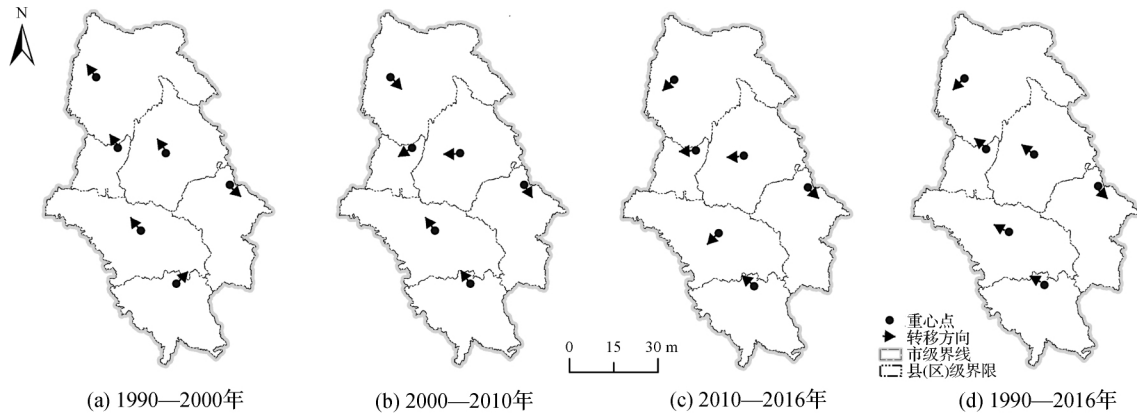 N
重心点
转移方向
市级界线
县(区)级界限
0 15 30 m
(a) 1990—2000年
(b) 2000—2010年
(c) 2010—2016年
(d) 1990—2016年